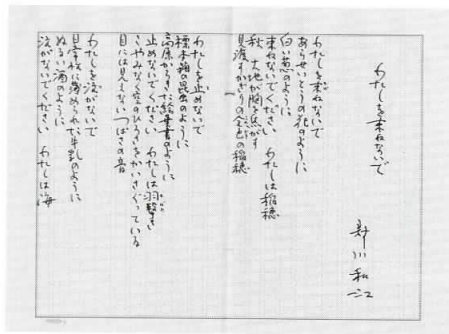 わたしを束ねないで
新川和江
わたしを束ねないで
あらせいとうの花のように
白い葱のように
束ねないでください わたしは稲穂
秋 大地が胸を焦がす
見渡すかぎりの金色の稲穂
わたしを止めないで
標本箱の昆虫のように
高原からきた絵葉書のように
止めないでください わたしは羽撃き
こやみなく空のひろさをかいさぐっている
目には見えないつばさの音
わたしを注がないで
日常性に薄められた牛乳のように
ぬるい酒のように
注がないでください わたしは海